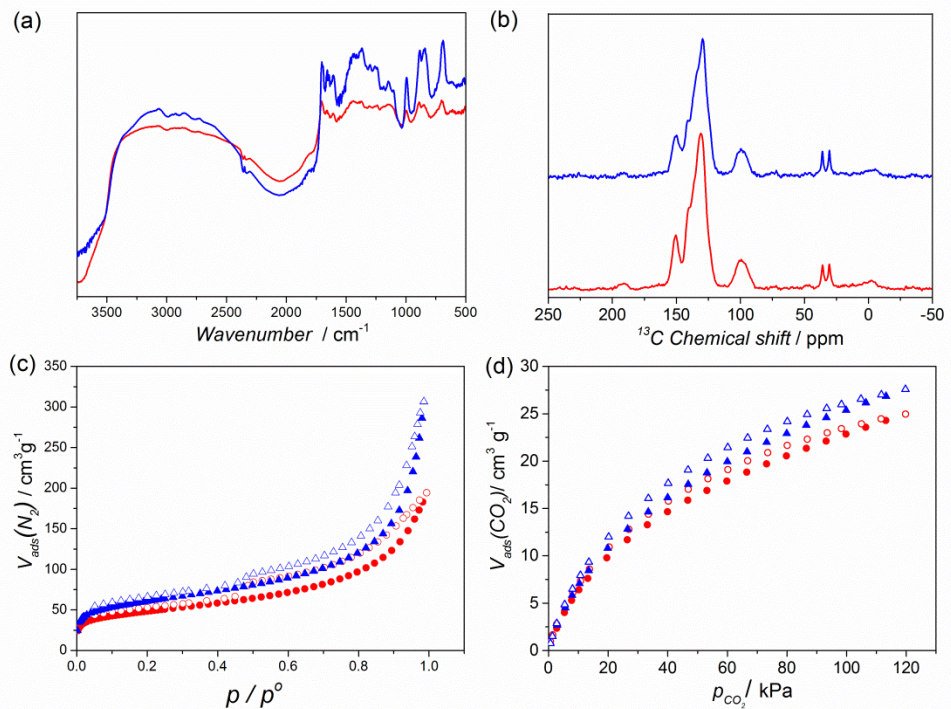 (a)
3500 3000 2500 2000 1500 1000 500
Wavenumber / cm-1
(b)
250 200 150 100 50 0 -50
13C Chemical shift / ppm
(c)
350
300
250
200
150
100
50
0
Vads(N2) / cm3g-1
0.0 0.2 0.4 0.6 0.8 1.0
p / po
(d)
30
25
20
15
10
5
0
Vads(CO2)/ cm3 g-1
0 20 40 60 80 100 120
pCO2/ kPa